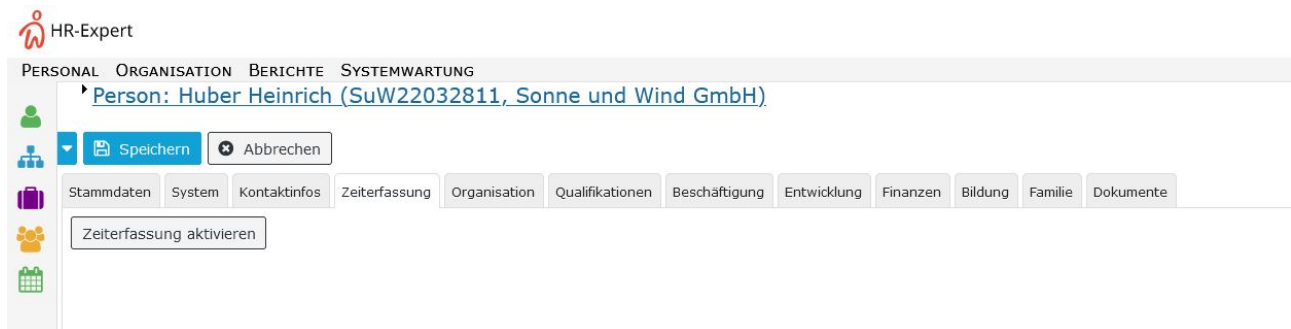 HR-Expert
PERSONAL ORGANISATION BERICHTE SYSTEMWARTUNG
Person: Huber Heinrich (SuW22032811, Sonne und Wind GmbH)
Speichern Abbrechen
Stammdaten System Kontaktinfos Zeiterfassung Organisation Qualifikationen Beschäftigung Entwicklung Finanzen Bildung Familie Dokumente
Zeiterfassung aktivieren